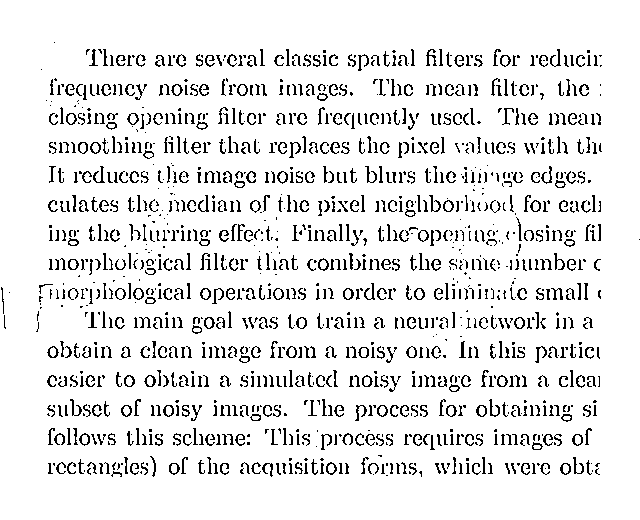 There are several classic spatial filters for reducin
frequency noise from images. The mean filter, the
closing opening filter are frequently used. The mean
smoothing filter that replaces the pixel values with the
It reduces the image noise but blurs the image edges.
culates the median of the pixel neighborhood for each
ing the blurring effect. Finally, the opening closing fil
morphological filter that combines the same number o
morphological operations in order to eliminate small
The main goal was to train a neural network in a
obtain a clean image from a noisy one. In this particu
easier to obtain a simulated noisy image from a clean
subset of noisy images. The process for obtaining si
follows this scheme: This process requires images of
rectangles) of the acquisition forms, which were obta